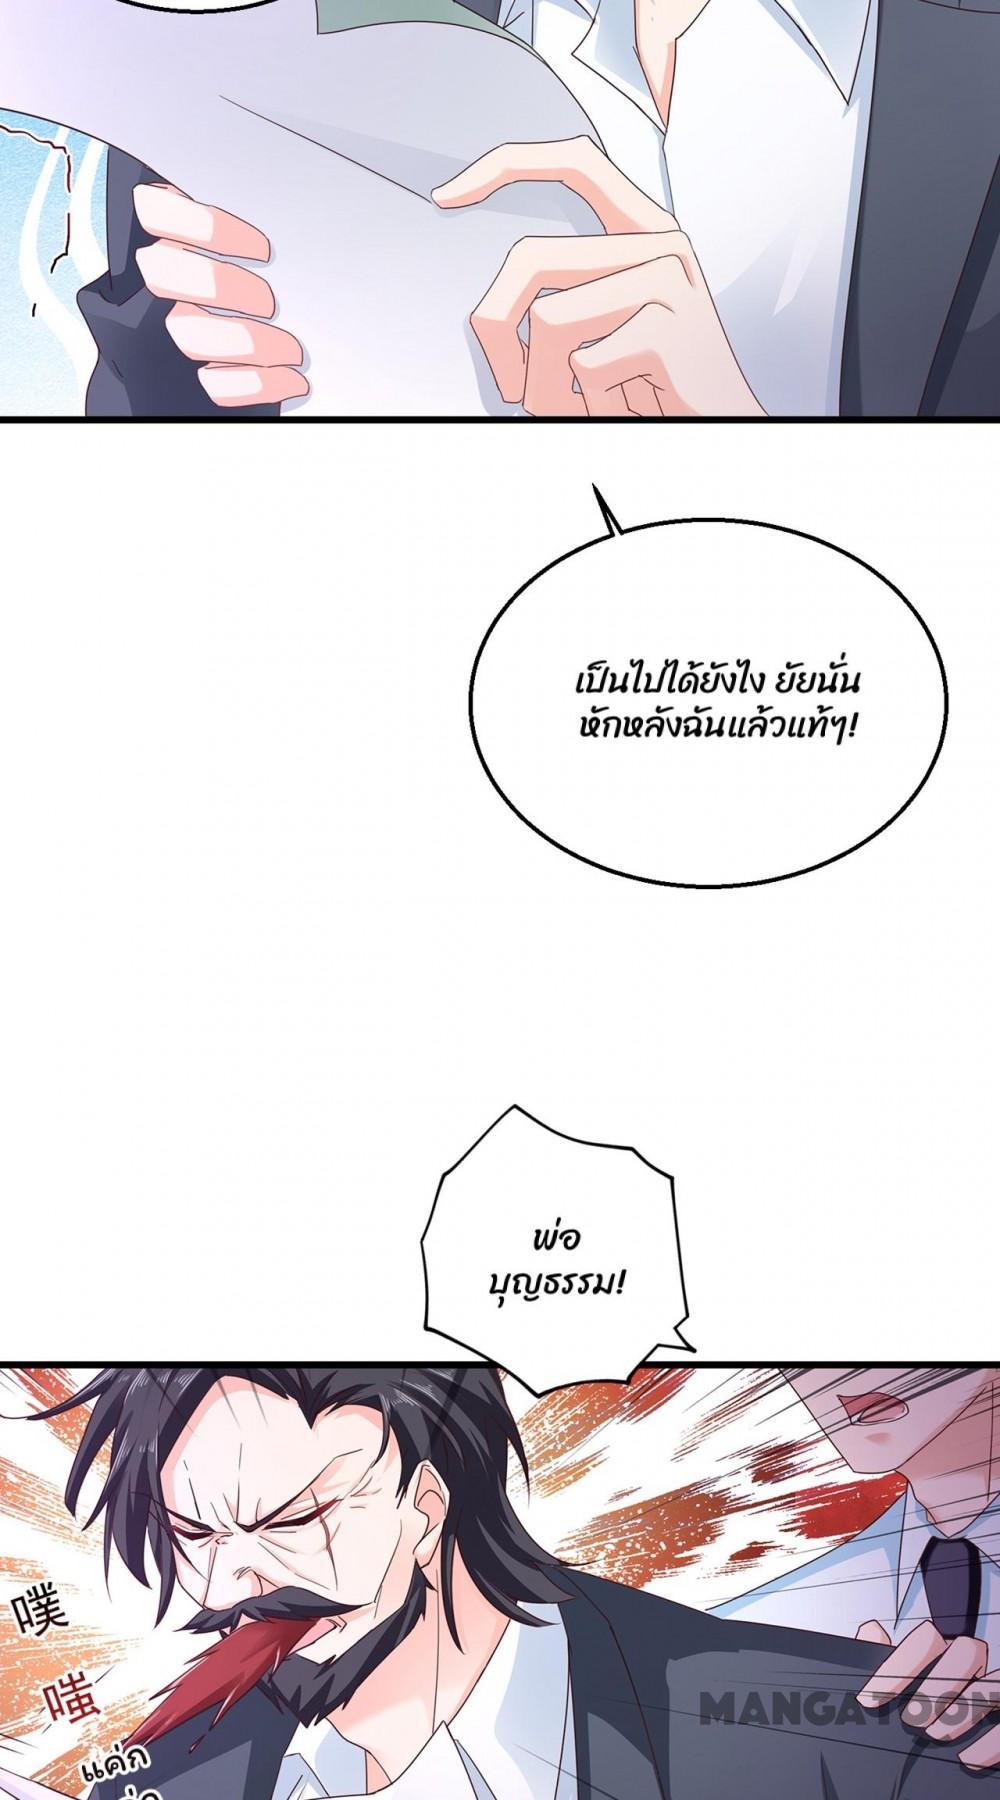 เป็นไปได้ยังไง ยัยนั่น
หักหลังฉันแล้วแท้ๆ!
พ่อ
บุญธรรม!
噗
嗤
แค่ก
MANGATOON